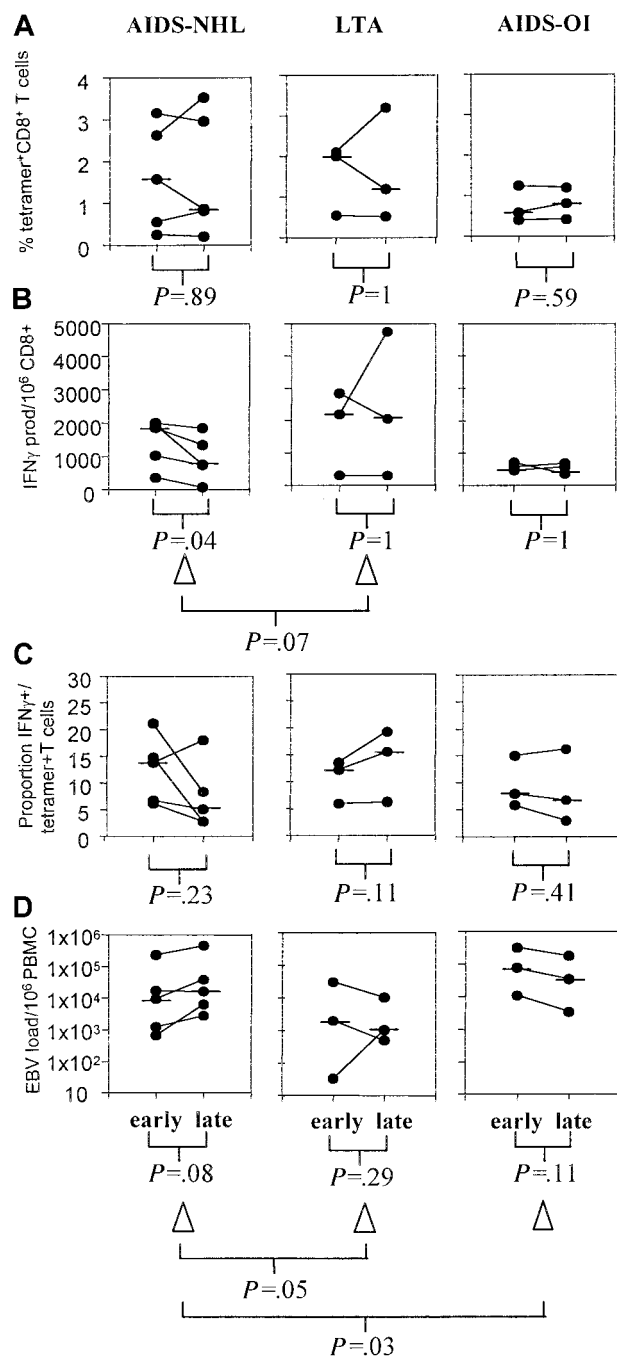 A
AIDS-NHL LTA AIDS-OI
% tetramer⁺CD8⁺ T cells
4
3
2
1
0
P=.89 P=1 P=.59
B
IFNγ prod/10⁶ CD8+
5000
4000
3000
2000
1000
0
P=.04 P=1 P=1
P=.07
C
Proportion IFNγ+/
tetramer+T cells
30
25
20
15
10
5
0
P=.23 P=.11 P=.41
D
EBV load/10⁶ PBMC
1x10⁶
1x10⁵
1x10⁴
1x10³
1x10²
10
early late early late early late
P=.08 P=.29 P=.11
P=.05
P=.03